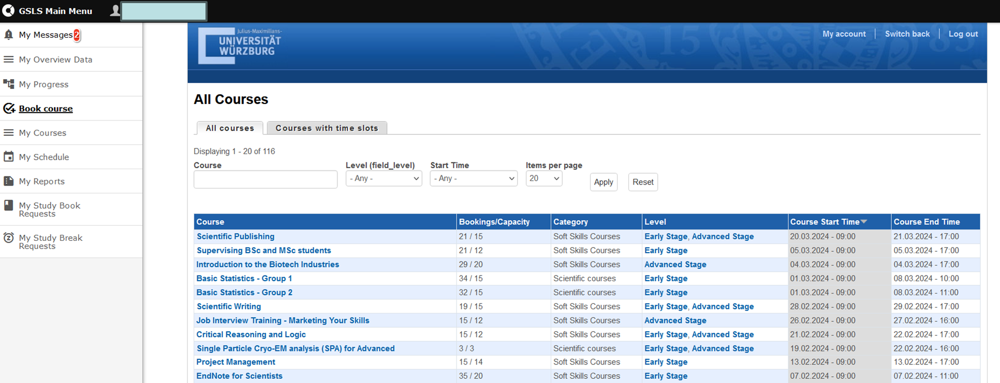 GSLS Main Menu
My Messages 2
My Overview Data
My Progress
Book course
My Courses
My Schedule
My Reports
My Study Book
Requests
My Study Break
Requests
Julius-Maximilians-
UNIVERSITÄT
WÜRZBURG
My account Switch back Log out
All Courses
All courses Courses with time slots
Displaying 1 - 20 of 116
Course Level (field_level) Start Time Items per page
- Any - - Any - 20 Apply Reset
Course Bookings/Capacity Category Level Course Start Time Course End Time
Scientific Publishing 21 / 15 Soft Skills Courses Early Stage, Advanced Stage 20.03.2024 - 09:00 21.03.2024 - 17:00
Supervising BSc and MSc students 21 / 12 Soft Skills Courses Early Stage 05.03.2024 - 09:00 05.03.2024 - 17:00
Introduction to the Biotech Industries 29 / 20 Soft Skills Courses Advanced Stage 04.03.2024 - 09:00 04.03.2024 - 17:00
Basic Statistics - Group 1 34 / 15 Scientific courses Early Stage 01.03.2024 - 09:00 08.03.2024 - 10:00
Basic Statistics - Group 2 32 / 15 Scientific courses Early Stage 01.03.2024 - 09:00 08.03.2024 - 11:00
Scientific Writing 19 / 15 Soft Skills Courses Early Stage, Advanced Stage 28.02.2024 - 09:00 29.02.2024 - 17:00
Job Interview Training - Marketing Your Skills 15 / 12 Soft Skills Courses Advanced Stage 26.02.2024 - 09:00 27.02.2024 - 16:00
Critical Reasoning and Logic 15 / 12 Soft Skills Courses Early Stage, Advanced Stage 21.02.2024 - 09:00 22.02.2024 - 17:00
Single Particle Cryo-EM analysis (SPA) for Advanced 3 / 3 Scientific courses Early Stage, Advanced Stage 19.02.2024 - 09:00 22.02.2024 - 16:00
Project Management 15 / 14 Soft Skills Courses Early Stage 13.02.2024 - 09:00 13.02.2024 - 17:00
EndNote for Scientists 35 / 20 Soft Skills Courses Early Stage 07.02.2024 - 09:00 07.02.2024 - 11:00